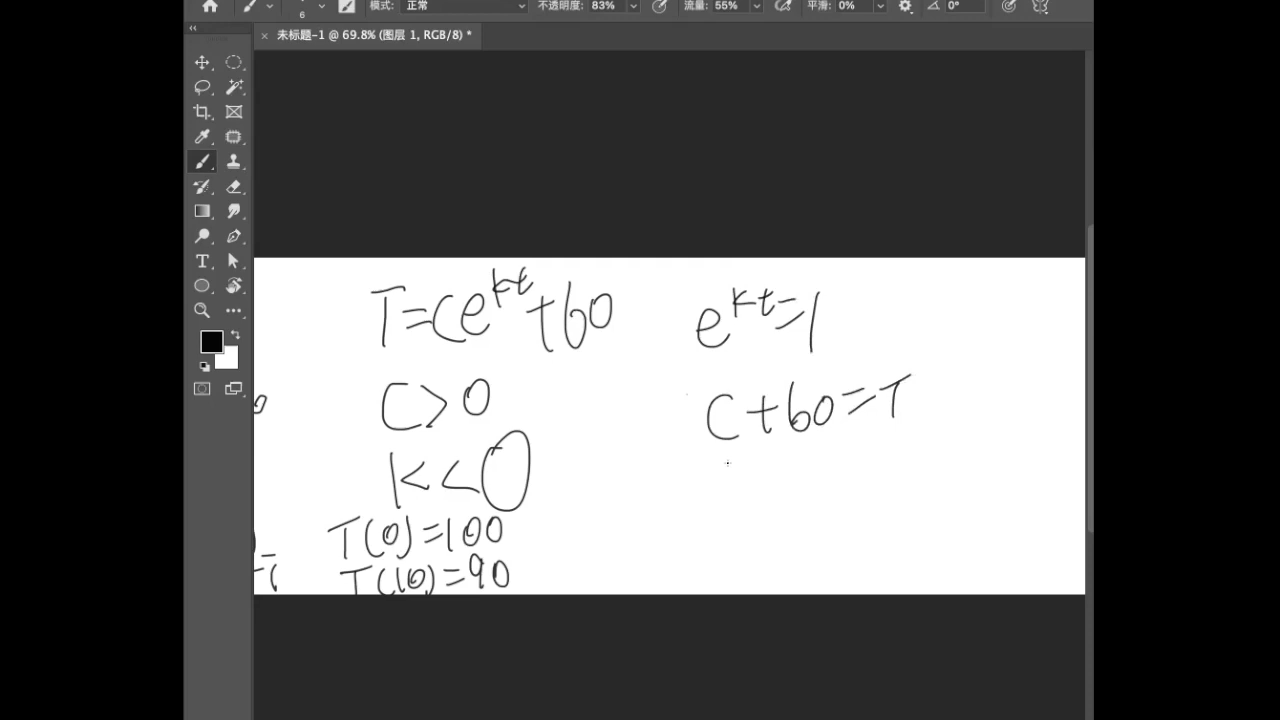 6
模式: 正常
不透明度: 83%
流量: 55%
平滑: 0%
0°
× 未标题-1 @ 69.8% (图层 1, RGB/8) *
T=Ce^kt+60
C>0
K<0
T(0)=100
T(10)=90
e^kt=1
C+60=T